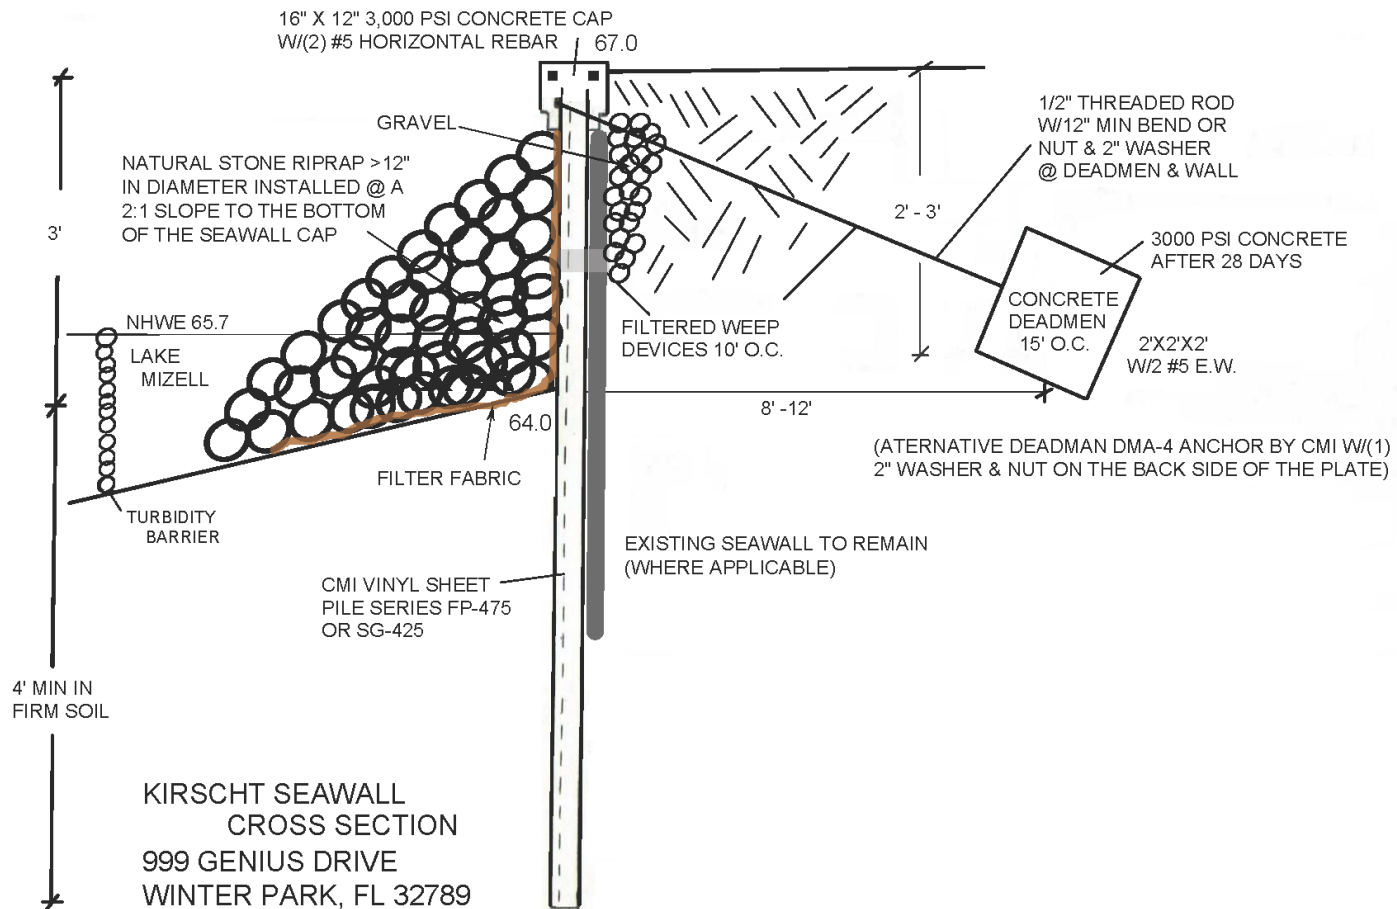 16" X 12" 3,000 PSI CONCRETE CAP
W/(2) #5 HORIZONTAL REBAR
67.0
GRAVEL
1/2" THREADED ROD
W/12" MIN BEND OR
NUT & 2" WASHER
@ DEADMEN & WALL
NATURAL STONE RIPRAP >12"
IN DIAMETER INSTALLED @ A
2:1 SLOPE TO THE BOTTOM
OF THE SEAWALL CAP
3'
2' - 3'
3000 PSI CONCRETE
AFTER 28 DAYS
CONCRETE
DEADMEN
15' O.C.
2'X2'X2'
W/2 #5 E.W.
NHWE 65.7
LAKE
MIZELL
FILTERED WEEP
DEVICES 10' O.C.
8' -12'
64.0
FILTER FABRIC
(ATERNATIVE DEADMAN DMA-4 ANCHOR BY CMI W/(1)
2" WASHER & NUT ON THE BACK SIDE OF THE PLATE)
TURBIDITY
BARRIER
EXISTING SEAWALL TO REMAIN
(WHERE APPLICABLE)
CMI VINYL SHEET
PILE SERIES FP-475
OR SG-425
4' MIN IN
FIRM SOIL
KIRSCHT SEAWALL
CROSS SECTION
999 GENIUS DRIVE
WINTER PARK, FL 32789